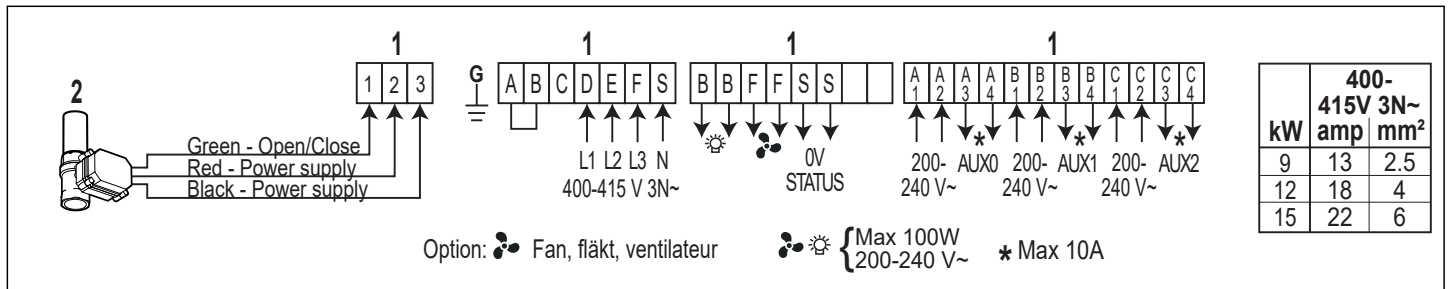 1 1 1 1
2
1 2 3
G
A B C D E F S
B B F F S S
A1 A2 A3 A4 B1 B2 B3 B4 C1 C2 C3 C4
Green - Open/Close
Red - Power supply
Black - Power supply
L1 L2 L3 N
400-415 V 3N~
0V
STATUS
200-240 V~ AUX0 200-240 V~ AUX1 200-240 V~ AUX2
* * *
Option: Fan, fläkt, ventilateur
{ Max 100W
200-240 V~
* Max 10A
400-
415V 3N~
kW amp mm²
9 13 2.5
12 18 4
15 22 6